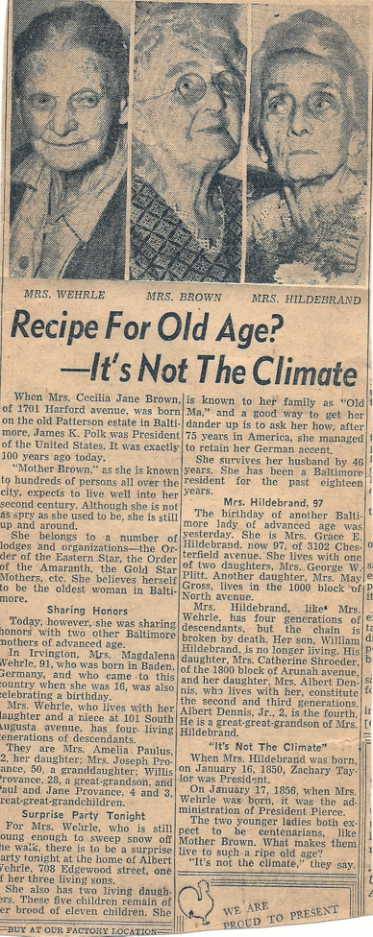 MRS. WEHRLE
MRS. BROWN
MRS. HILDEBRAND
Recipe For Old Age?
—It's Not The Climate
When Mrs. Cecilia Jane Brown,
of 1701 Harford avenue, was born
on the old Patterson estate in Balti-
more, James K. Polk was President
of the United States. It was exactly
100 years ago today.
"Mother Brown," as she is known
to hundreds of persons all over the
city, expects to live well into her
second century. Although she is not
as spry as she used to be, she is still
up and around.
She belongs to a number of
lodges and organizations—the Or-
der of the Eastern Star, the Order
of the Amaranth, the Gold Star
Mothers, etc. She believes herself
to be the oldest woman in Balti-
more.
Sharing Honors
Today, however, she was sharing
honors with two other Baltimore
mothers of advanced age.
In Irvington, Mrs. Magdalena
Wehrle, 91, who was born in Baden,
Germany, and who came to this
country when she was 16, was also
celebrating a birthday.
Mrs. Wehrle, who lives with her
daughter and a niece at 101 South
Augusta avenue, has four living
generations of descendants.
They are Mrs. Amelia Paulus,
2, her daughter; Mrs. Joseph Pro-
ance, 50, a granddaughter; Willis
Provance, 28, a great-grandson, and
Paul and Jane Provance, 4 and 3,
great-great-grandchildren.
Surprise Party Tonight
For Mrs. Wehrle, who is still
oung enough to sweep snow off
he walk, there is to be a surprise
arty tonight at the home of Albert
Wehrle, 708 Edgewood street, one
f her three living sons.
She also has two living daugh-
ers. These five children remain of
er brood of eleven children. She
BUY AT OUR FACTORY LOCATION
is known to her family as "Old
Ma," and a good way to get her
dander up is to ask her how, after
75 years in America, she managed
to retain her German accent.
She survives her husband by 46
years. She has been a Baltimore
resident for the past eighteen
years.
Mrs. Hildebrand, 97
The birthday of another Balti-
more lady of advanced age was
yesterday. She is Mrs. Grace E.
Hildebrand, now 97, of 3102 Ches-
terfield avenue. She lives with one
of two daughters, Mrs. George W.
Plitt. Another daughter, Mrs. May
Gross, lives in the 1000 block of
North avenue.
Mrs. Hildebrand, like Mrs.
Wehrle, has four generations of
descendants, but the chain is
broken by death. Her son, William
Hildebrand, is no longer living. His
daughter, Mrs. Catherine Shroeder,
of the 1800 block of Arunah avenue,
and her daughter, Mrs. Albert Den-
nis, who lives with her, constitute
the second and third generations.
Albert Dennis, Jr., 2, is the fourth.
He is a great-great-grandson of Mrs.
Hildebrand.
"It's Not The Climate"
When Mrs. Hildebrand was born,
on January 16, 1850, Zachary Tay-
lor was President.
On January 17, 1856, when Mrs.
Wehrle was born, it was the ad-
ministration of President Pierce.
The two younger ladies both ex-
pect to be centenarians, like
Mother Brown. What makes them
live to such a ripe old age?
"It's not the climate," they say.
WE ARE
PROUD TO PRESENT